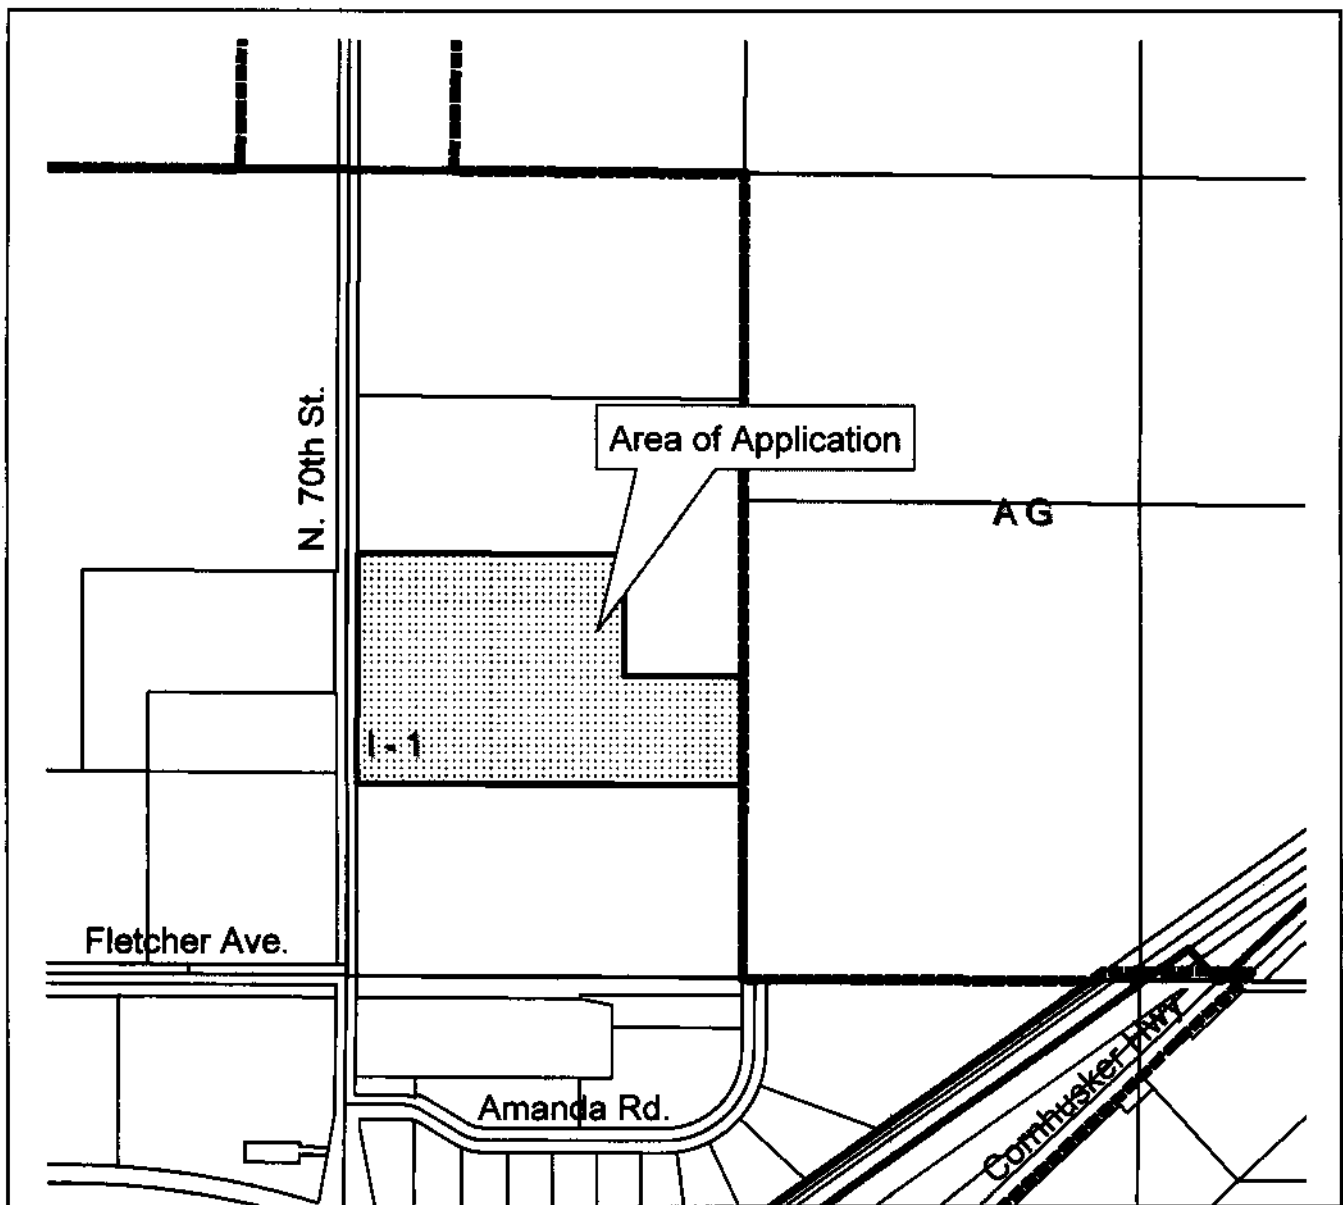 N. 70th St.
Area of Application
A G
I - 1
Fletcher Ave.
Amanda Rd.
Cornhusker HWY